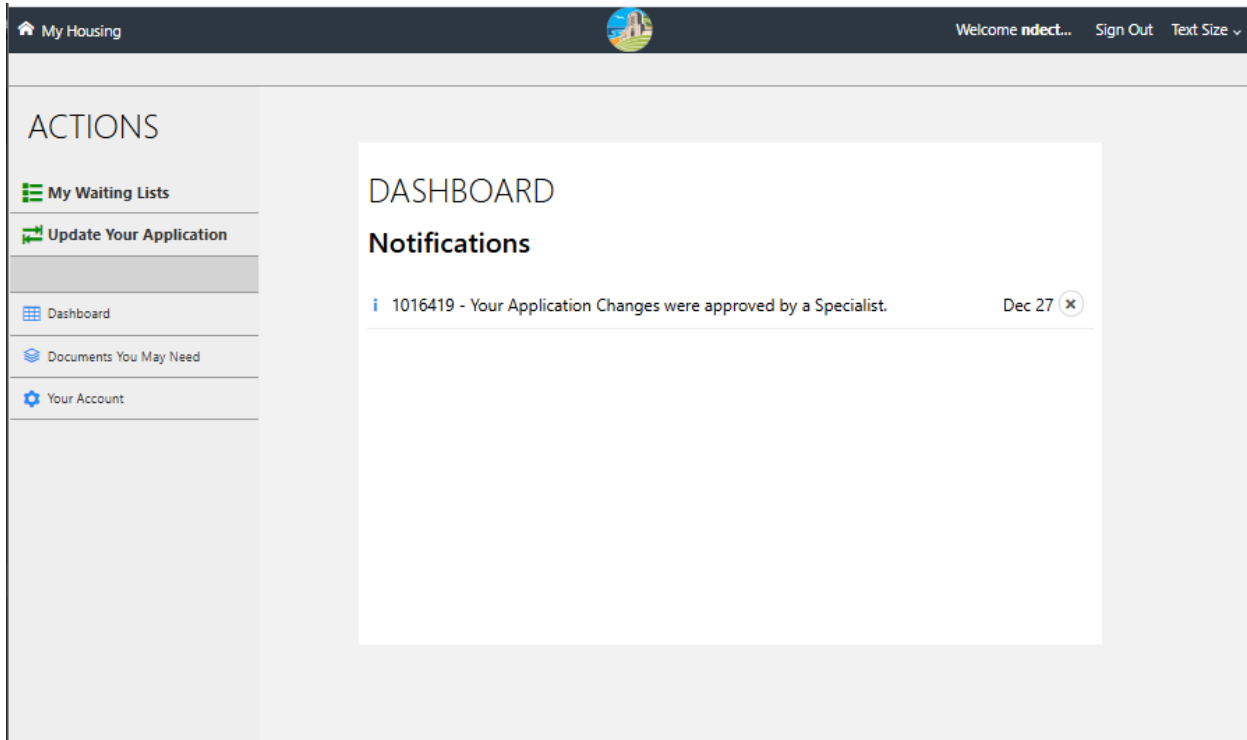 My Housing
Welcome ndect... Sign Out Text Size
ACTIONS
My Waiting Lists
Update Your Application
Dashboard
Documents You May Need
Your Account
DASHBOARD
Notifications
i 1016419 - Your Application Changes were approved by a Specialist. Dec 27